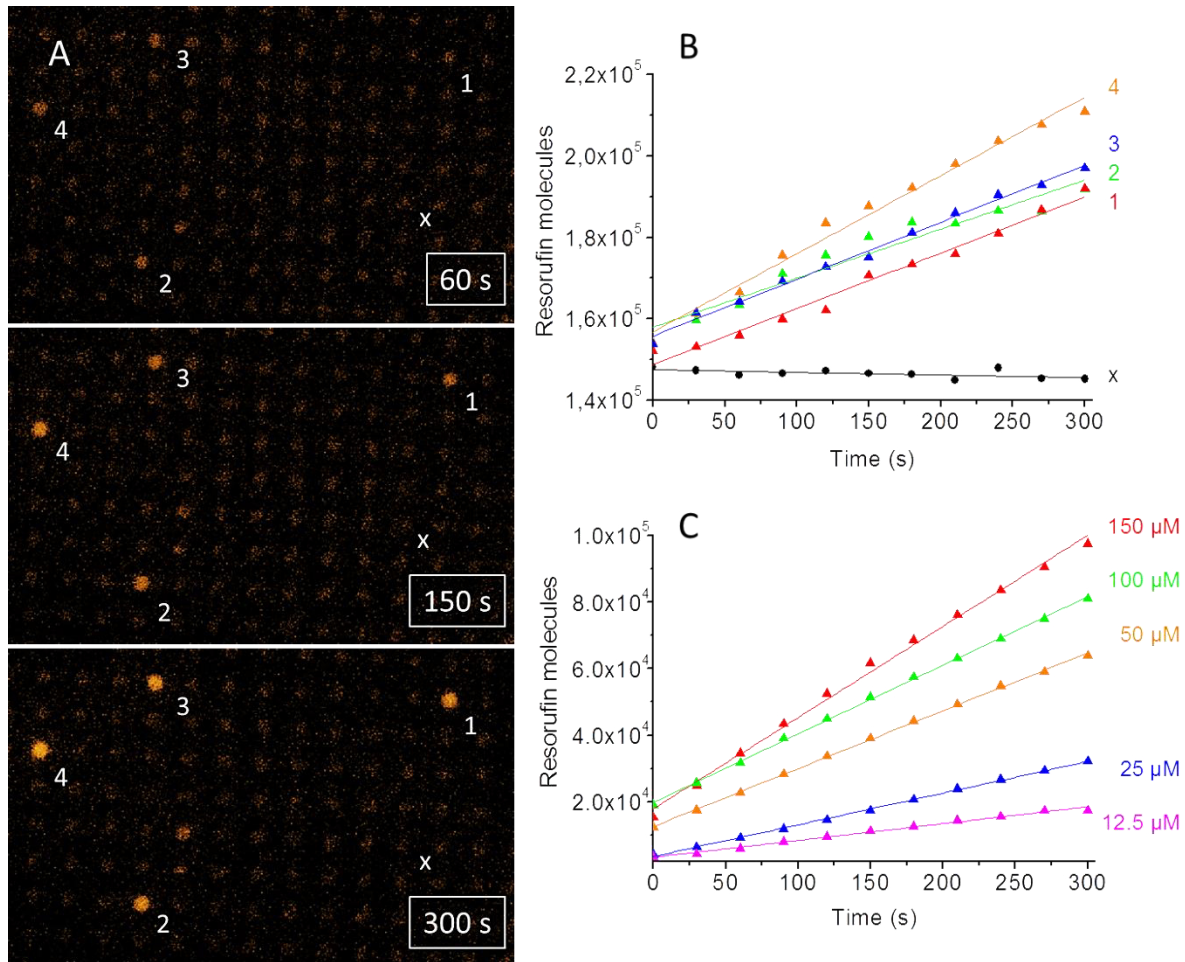 A
3
1
4
x
2
60 s
3
1
4
x
2
150 s
3
1
4
x
2
300 s
B
2,2x10⁵
2,0x10⁵
1,8x10⁵
1,6x10⁵
1,4x10⁵
Resorufin molecules
4
3
2
1
x
0 50 100 150 200 250 300
Time (s)
C
1.0x10⁵
8.0x10⁴
6.0x10⁴
4.0x10⁴
2.0x10⁴
Resorufin molecules
150 µM
100 µM
50 µM
25 µM
12.5 µM
0 50 100 150 200 250 300
Time (s)